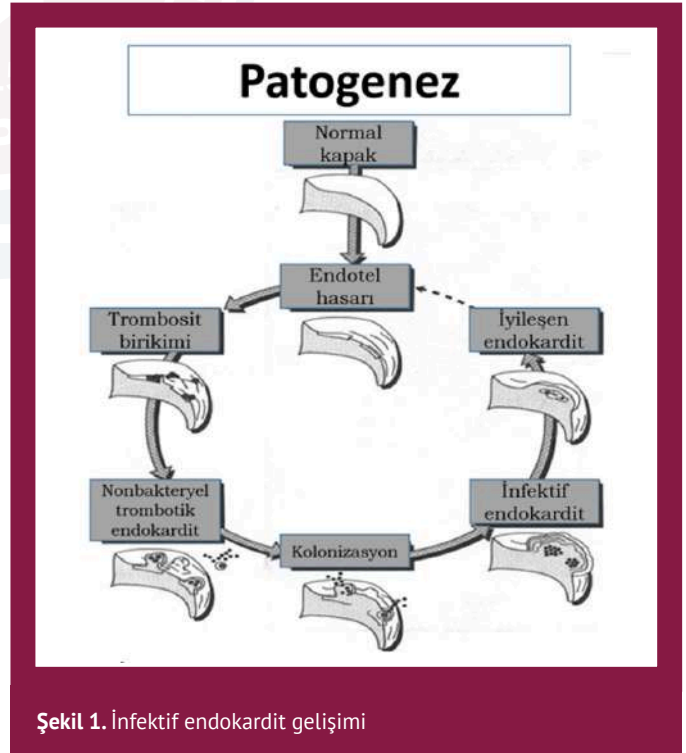 Patogenez
Normal
kapak
Endotel
hasarı
Trombosit
birikimi
İyileşen
endokardit
Nonbakteryel
trombotik
endokardit
Kolonizasyon
İnfektif
endokardit
Şekil 1. İnfektif endokardit gelişimi